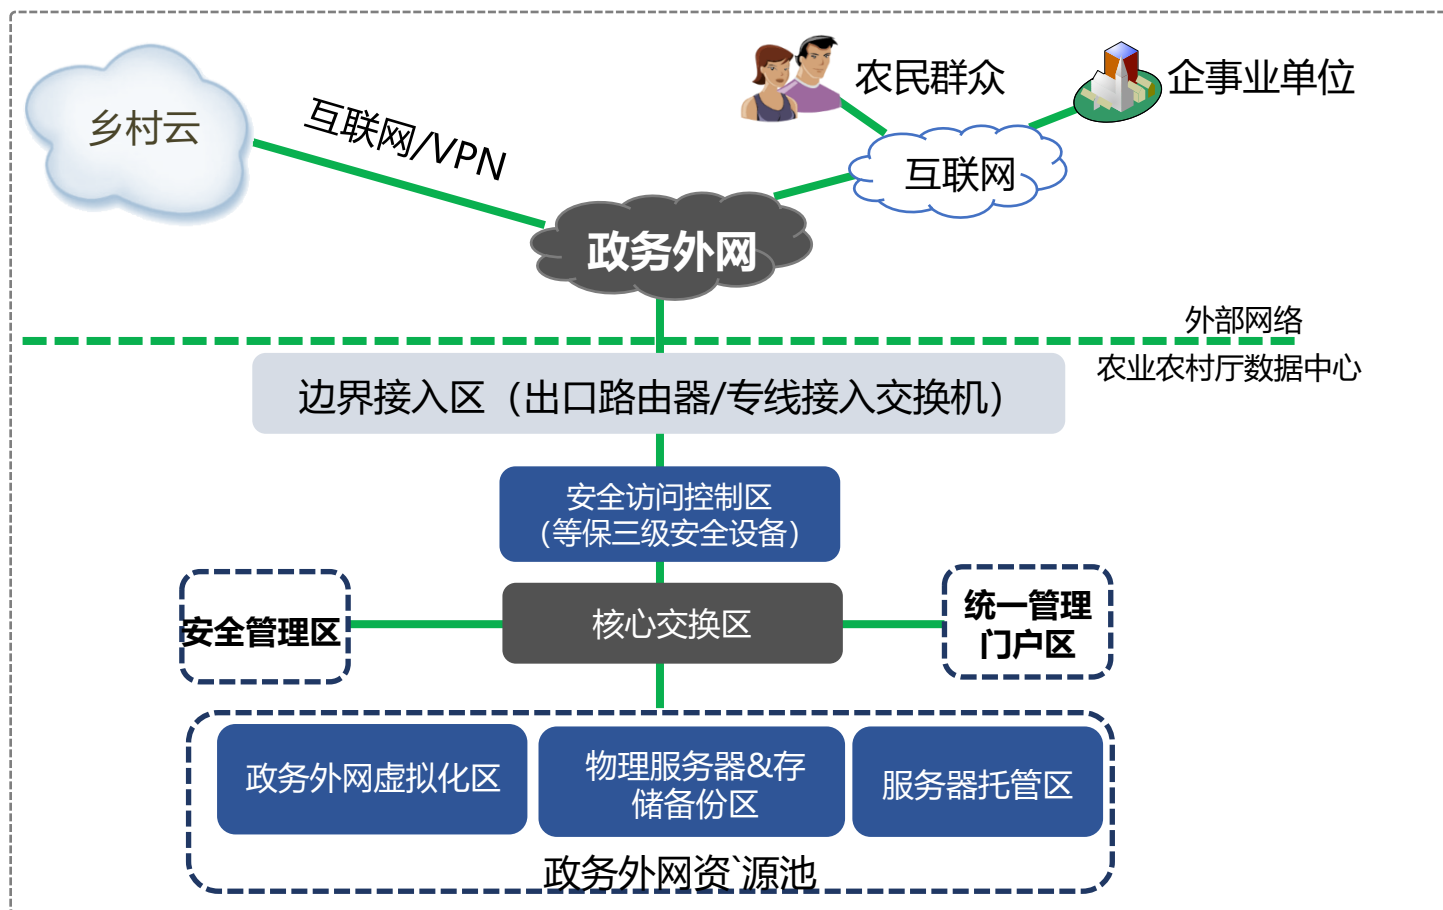 农民群众
企事业单位
乡村云
互联网/VPN
互联网
政务外网
外部网络
农业农村厅数据中心
边界接入区（出口路由器/专线接入交换机）
安全访问控制区
（等保三级安全设备）
安全管理区
核心交换区
统一管理
门户区
政务外网虚拟化区
物理服务器&存
储备份区
服务器托管区
政务外网资`源池